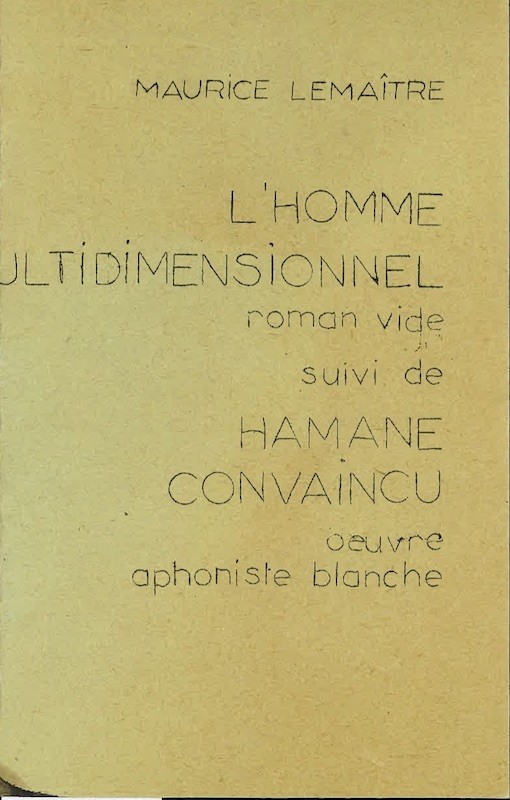 MAURICE LEMAÎTRE
L'HOMME
ULTIDIMENSIONNEL
roman vide
suivi de
HAMANE
CONVAINCU
oeuvre
aphoniste blanche